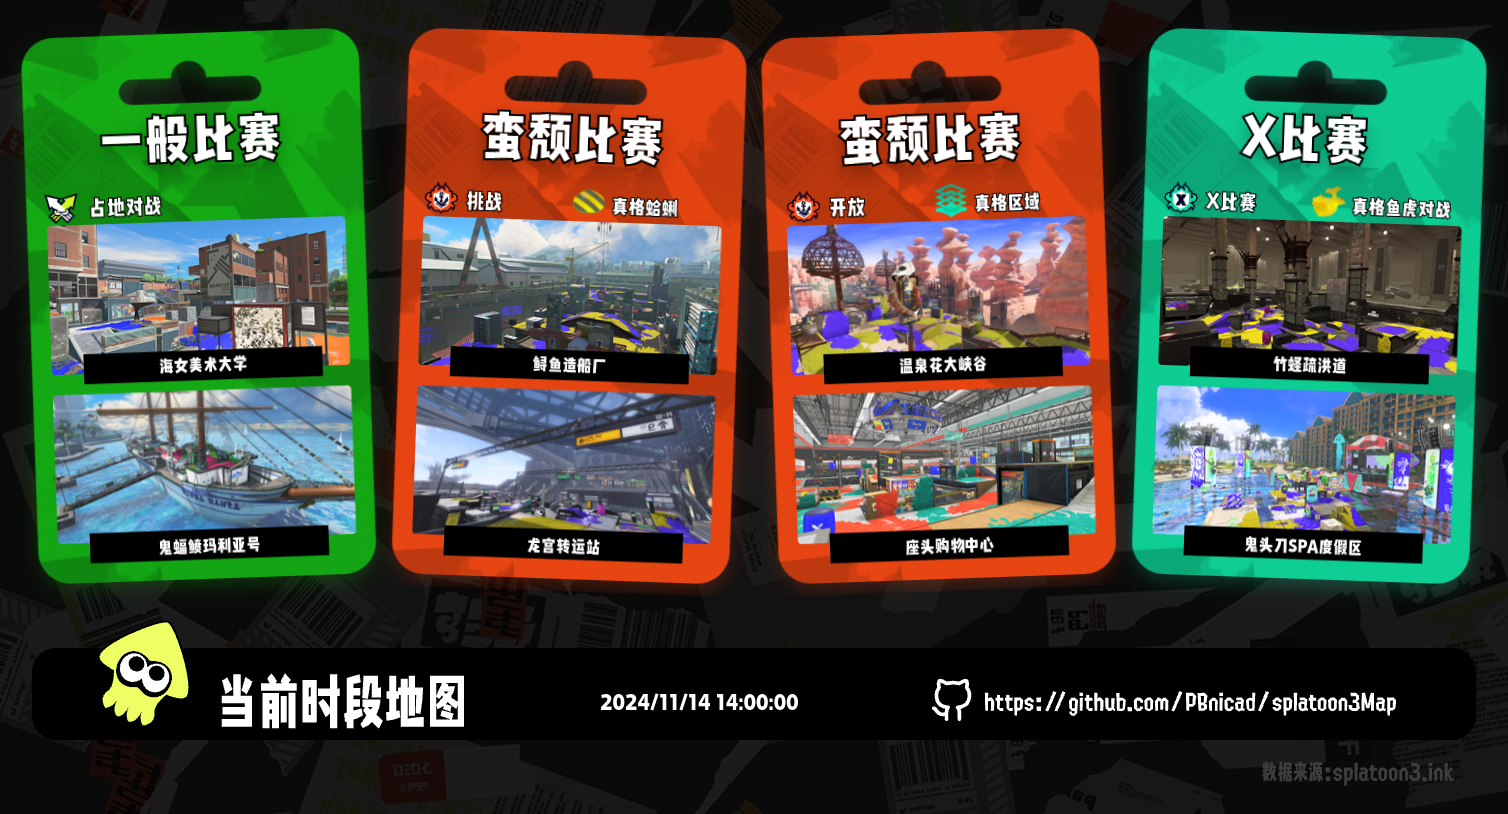 一般比赛
占地对战
海女美术大学
鬼蝠鲼玛利亚号
蛮颓比赛
挑战
真格蛤蜊
鲟鱼造船厂
龙宫转运站
蛮颓比赛
开放
真格区域
温泉花大峡谷
座头购物中心
X比赛
X比赛
真格鱼虎对战
竹蛏疏洪道
鬼头刀SPA度假区
当前时段地图
2024/11/14 14:00:00
https://github.com/PBnicad/splatoon3Map
数据来源:splatoon3.ink